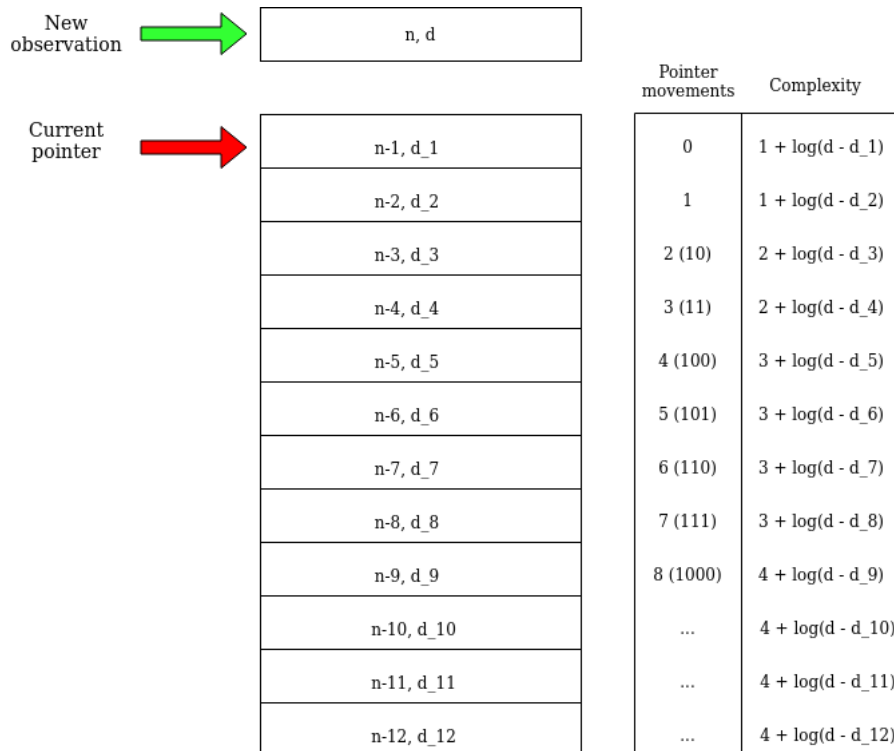 New
observation
n, d
Pointer
movements
Complexity
Current
pointer
n-1, d_1
0
1 + log(d - d_1)
n-2, d_2
1
1 + log(d - d_2)
n-3, d_3
2 (10)
2 + log(d - d_3)
n-4, d_4
3 (11)
2 + log(d - d_4)
n-5, d_5
4 (100)
3 + log(d - d_5)
n-6, d_6
5 (101)
3 + log(d - d_6)
n-7, d_7
6 (110)
3 + log(d - d_7)
n-8, d_8
7 (111)
3 + log(d - d_8)
n-9, d_9
8 (1000)
4 + log(d - d_9)
n-10, d_10
...
4 + log(d - d_10)
n-11, d_11
...
4 + log(d - d_11)
n-12, d_12
...
4 + log(d - d_12)